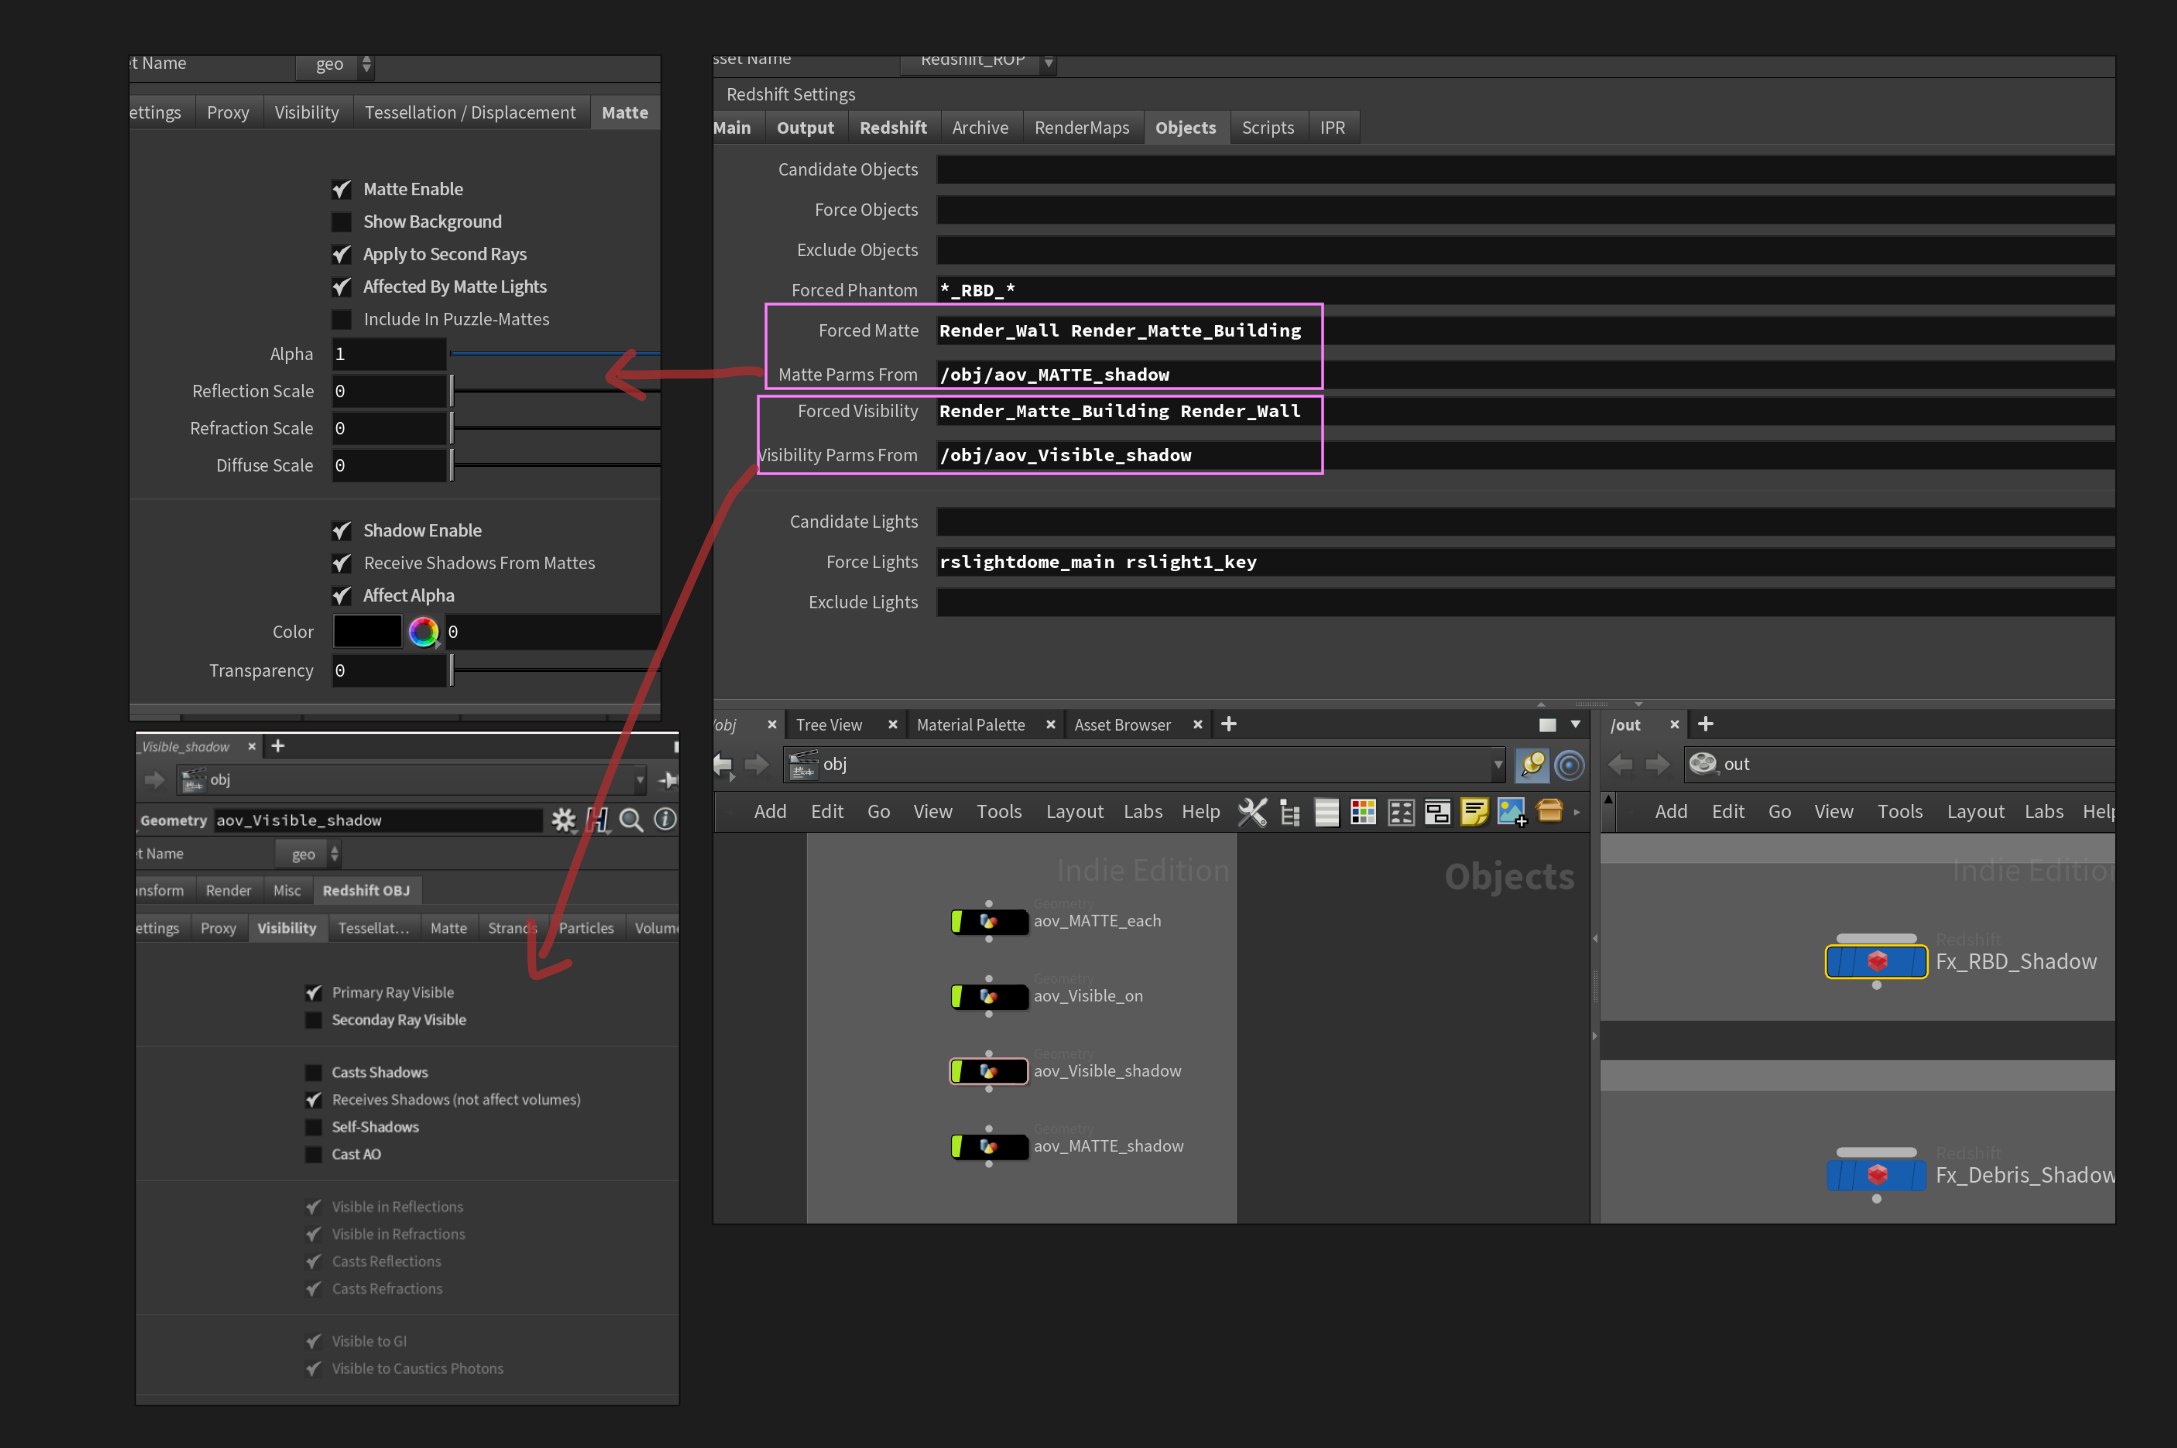 et Name geo
ettings Proxy Visibility Tessellation / Displacement Matte
Matte Enable
Show Background
Apply to Second Rays
Affected By Matte Lights
Include In Puzzle-Mattes
Alpha 1
Reflection Scale 0
Refraction Scale 0
Diffuse Scale 0
Shadow Enable
Receive Shadows From Mattes
Affect Alpha
Color 0
Transparency 0
_Visible_shadow
obj
Geometry aov_Visible_shadow
et Name geo
ansform Render Misc Redshift OBJ
ettings Proxy Visibility Tessellat... Matte Strands Particles Volum
Primary Ray Visible
Seconday Ray Visible
Casts Shadows
Receives Shadows (not affect volumes)
Self-Shadows
Cast AO
Visible in Reflections
Visible in Refractions
Casts Reflections
Casts Refractions
Visible to GI
Visible to Caustics Photons
sset Name Redshift_ROP
Redshift Settings
Main Output Redshift Archive RenderMaps Objects Scripts IPR
Candidate Objects
Force Objects
Exclude Objects
Forced Phantom *_RBD_*
Forced Matte Render_Wall Render_Matte_Building
Matte Parms From /obj/aov_MATTE_shadow
Forced Visibility Render_Matte_Building Render_Wall
Visibility Parms From /obj/aov_Visible_shadow
Candidate Lights
Force Lights rslightdome_main rslight1_key
Exclude Lights
/obj Tree View Material Palette Asset Browser
obj
Add Edit Go View Tools Layout Labs Help
Indie Edition
Objects
Geometry
aov_MATTE_each
Geometry
aov_Visible_on
Geometry
aov_Visible_shadow
Geometry
aov_MATTE_shadow
/out
out
Add Edit Go View Tools Layout Labs Help
Indie Edition
Redshift
Fx_RBD_Shadow
Redshift
Fx_Debris_Shadow